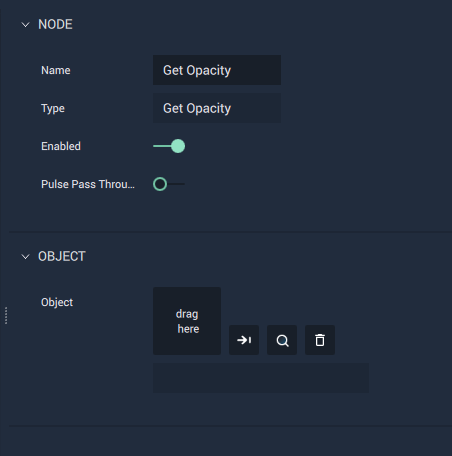 NODE
Name
Get Opacity
Type
Get Opacity
Enabled
Pulse Pass Throu...
OBJECT
Object
drag
here